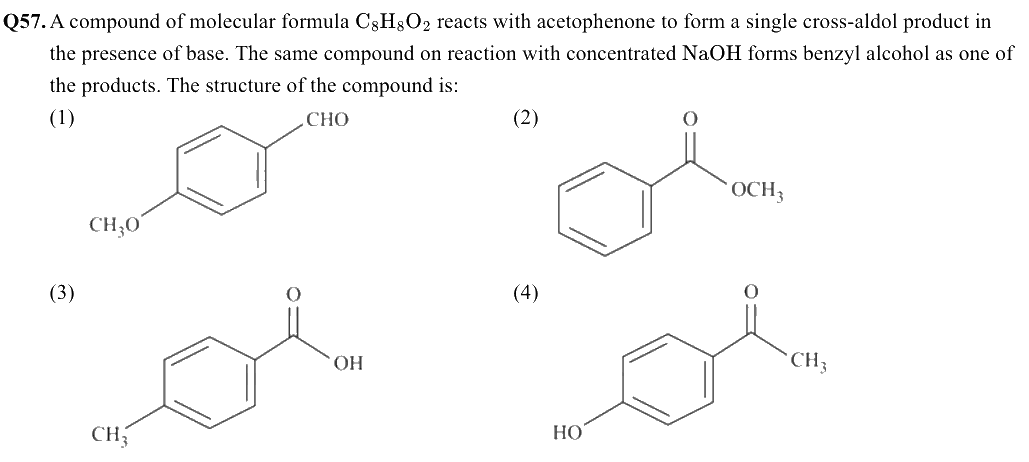 Q57. A compound of molecular formula C₈H₈O₂ reacts with acetophenone to form a single cross-aldol product in
the presence of base. The same compound on reaction with concentrated NaOH forms benzyl alcohol as one of
the products. The structure of the compound is:
(1) CHO
CH₃O
(2) O
OCH₃
(3) O
OH
CH₃
(4) O
CH₃
HO